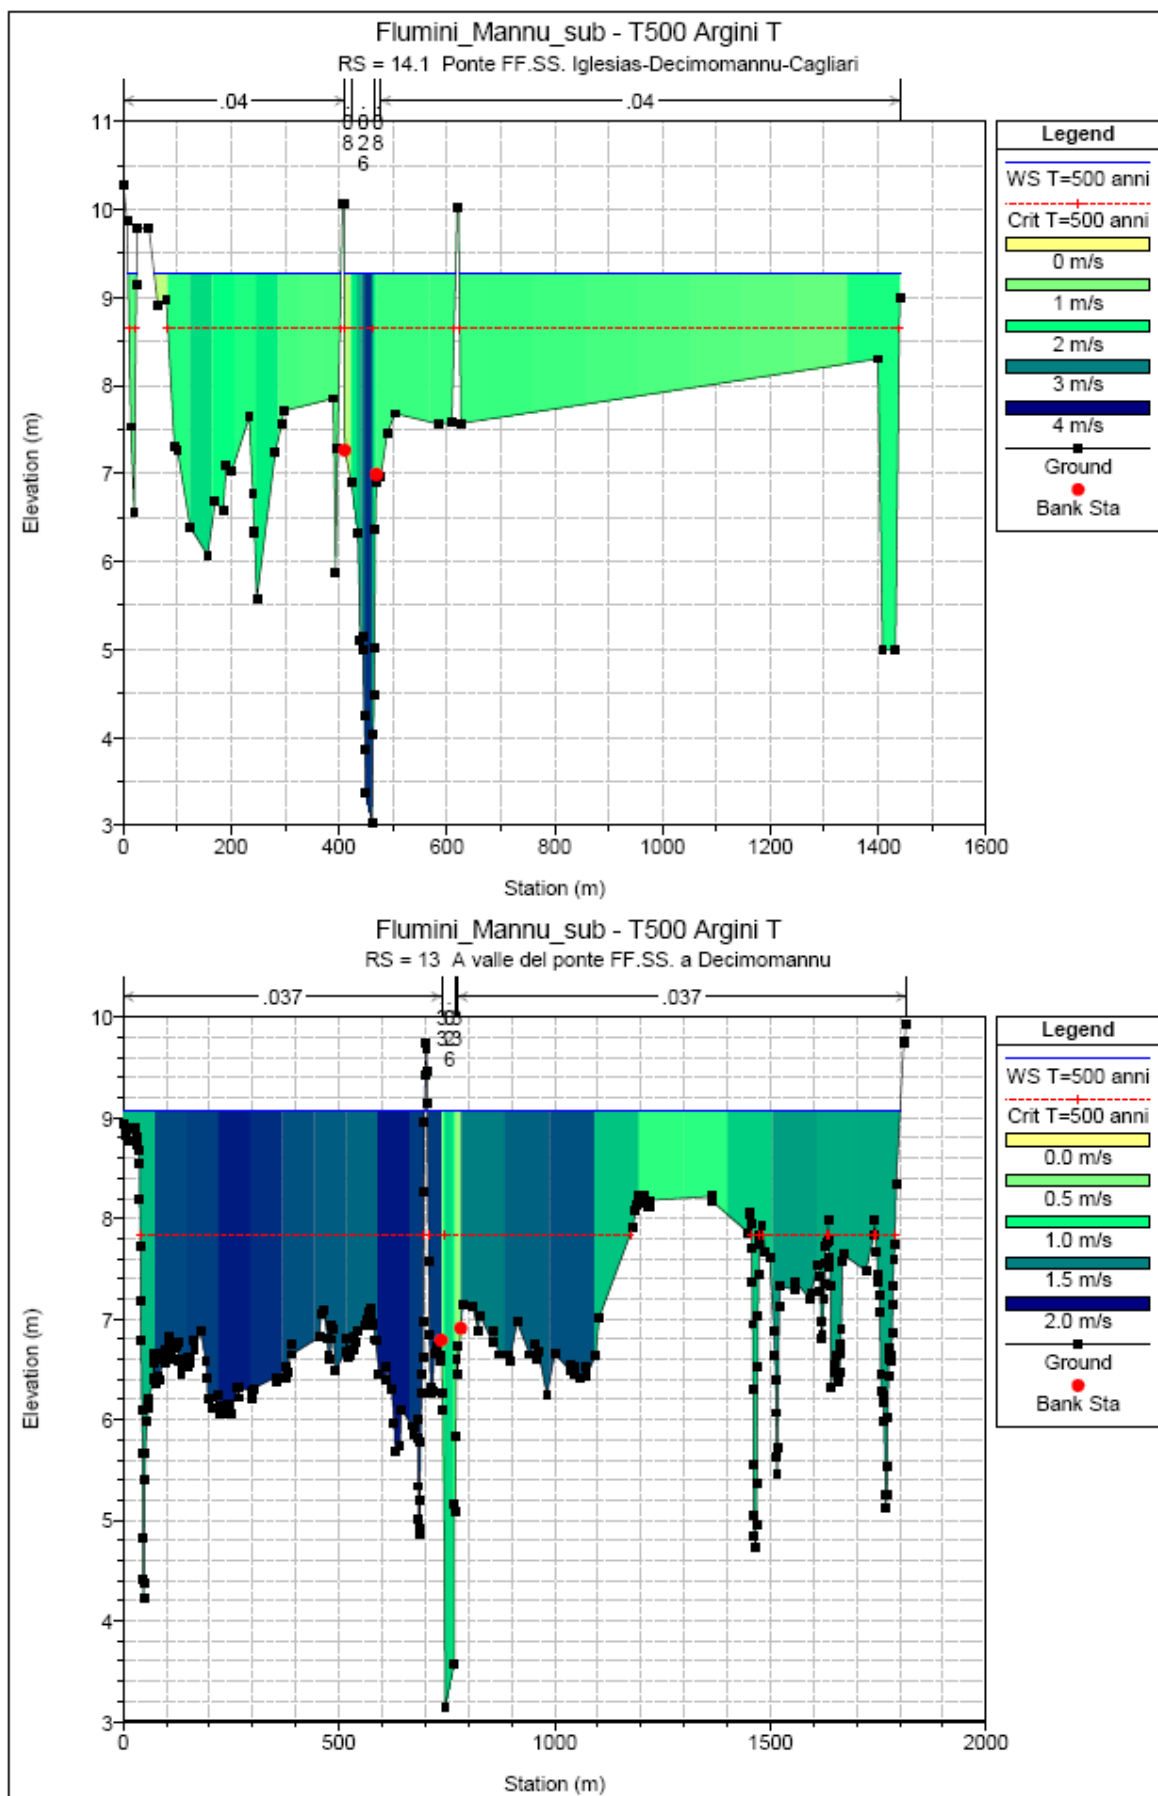 Flumini_Mannu_sub - T500 Argini T
RS = 14.1 Ponte FF.SS. Iglesias-Decimomannu-Cagliari
.04
.08
.026
.08
.04
11
10
9
8
7
6
5
4
3
Elevation (m)
0 200 400 600 800 1000 1200 1400 1600
Station (m)
Legend
WS T=500 anni
Crit T=500 anni
0 m/s
1 m/s
2 m/s
3 m/s
4 m/s
Ground
Bank Sta
Flumini_Mannu_sub - T500 Argini T
RS = 13 A valle del ponte FF.SS. a Decimomannu
.037
.037
10
9
8
7
6
5
4
3
Elevation (m)
0 500 1000 1500 2000
Station (m)
Legend
WS T=500 anni
Crit T=500 anni
0.0 m/s
0.5 m/s
1.0 m/s
1.5 m/s
2.0 m/s
Ground
Bank Sta